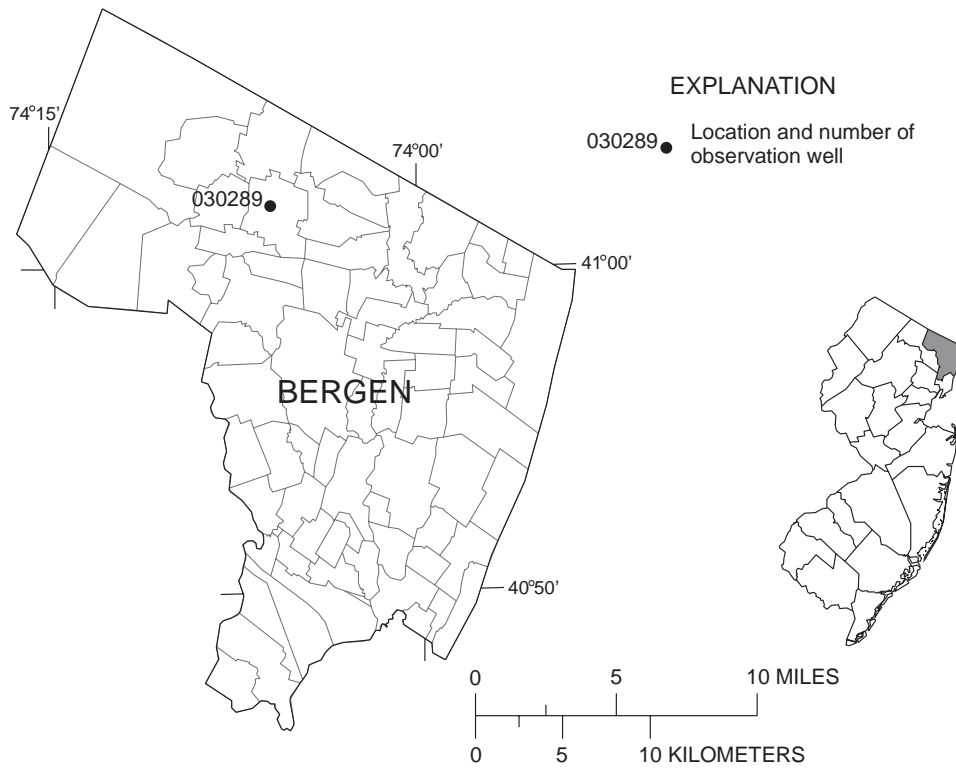 EXPLANATION
74°15'
030289
Location and number of
observation well
74°00'
030289
41°00'
BERGEN
40°50'
0 5 10 MILES
0 5 10 KILOMETERS